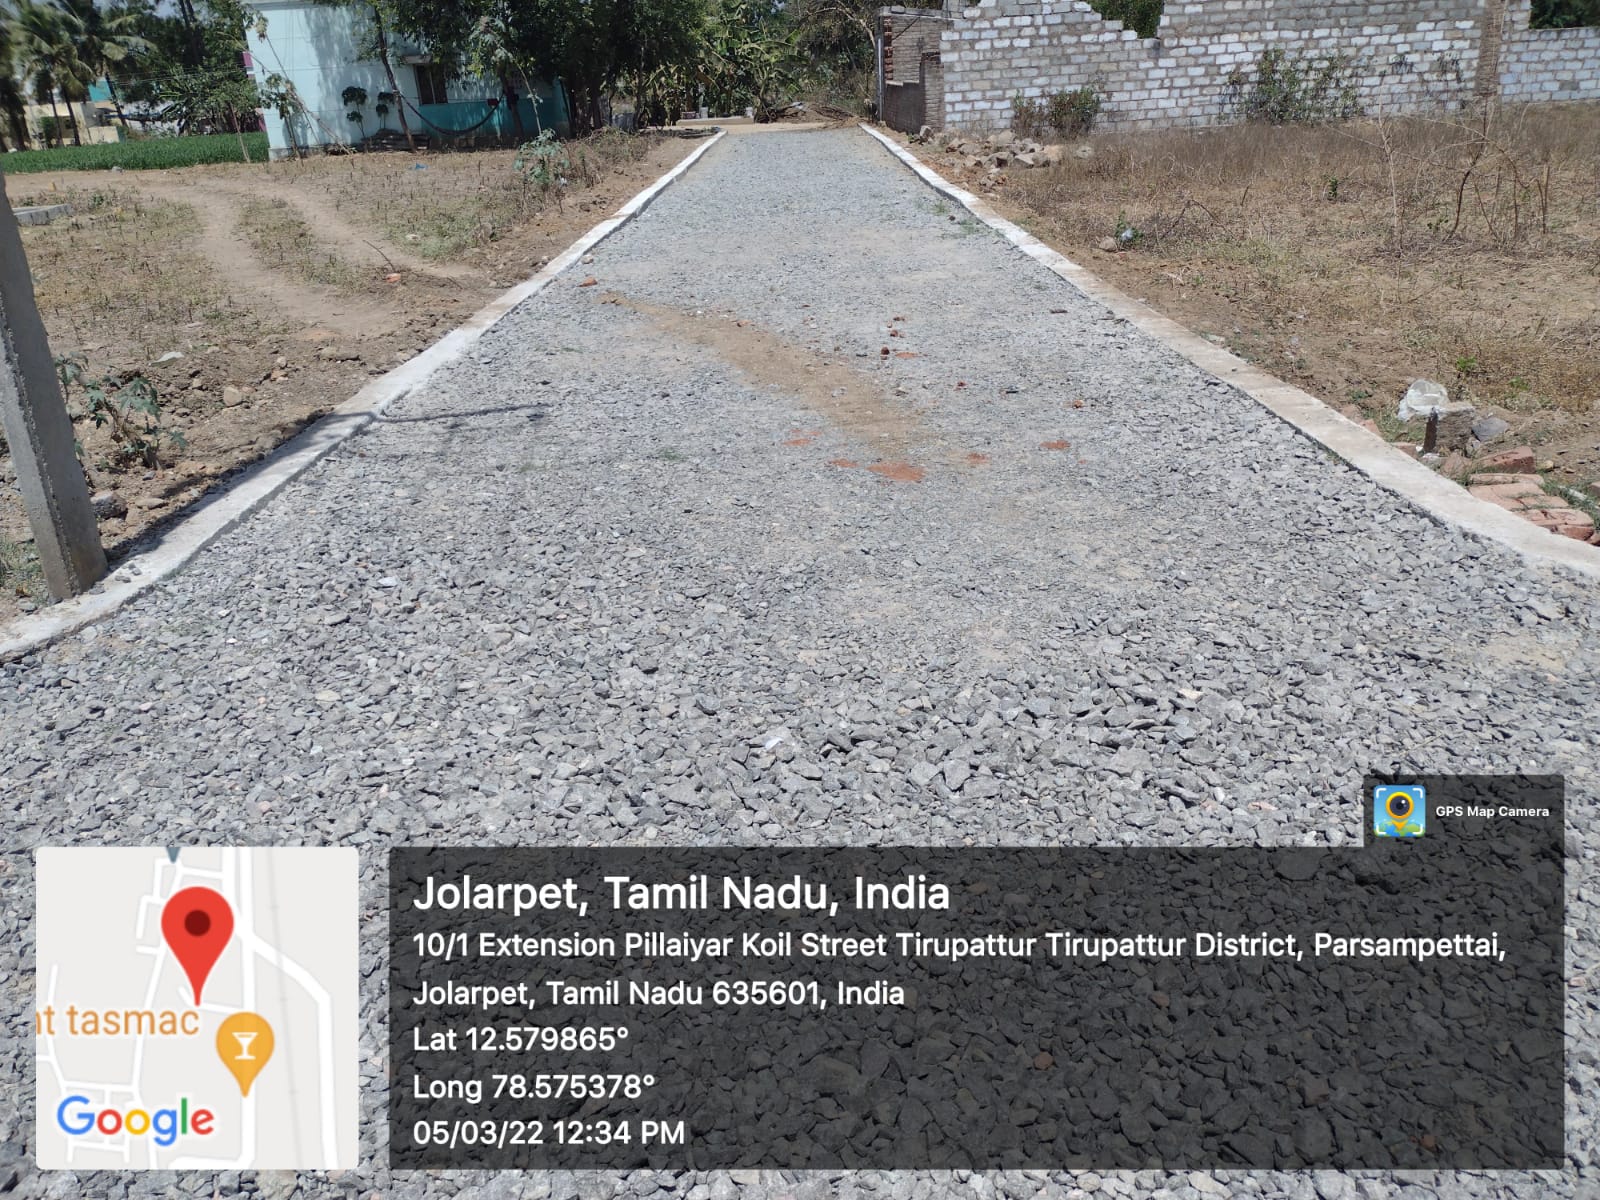 GPS Map Camera
Jolarpet, Tamil Nadu, India
10/1 Extension Pillaiyar Koil Street Tirupattur Tirupattur District, Parsampettai,
Jolarpet, Tamil Nadu 635601, India
Lat 12.579865°
Long 78.575378°
05/03/22 12:34 PM
tasmac
Google